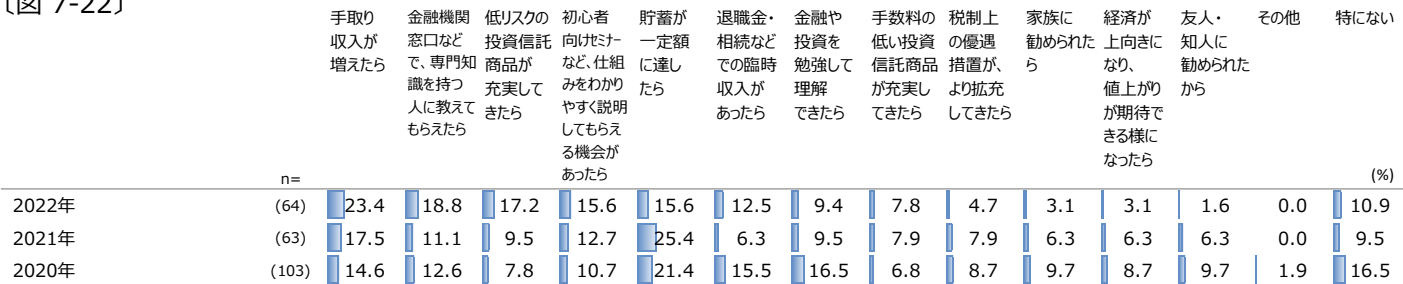 〔図 7-22〕
手取り
収入が
増えたら
金融機関
窓口など
で、専門知
識を持つ
人に教えて
もらえたら
低リスクの
投資信託
商品が
充実して
きたら
初心者
向けセミナー
など、仕組
みをわかり
やすく説明
してもらえ
る機会が
あったら
貯蓄が
一定額
に達し
たら
退職金・
相続など
での臨時
収入が
あったら
金融や
投資を
勉強して
理解
できたら
手数料の
低い投資
信託商品
が充実し
てきたら
税制上
の優遇
措置が、
より拡充
してきたら
家族に
勧められた
ら
経済が
上向きに
なり、
値上がり
が期待で
きる様に
なったら
友人・
知人に
勧められた
から
その他
特にない
n=
(%)
2022年 (64) 23.4 18.8 17.2 15.6 15.6 12.5 9.4 7.8 4.7 3.1 3.1 1.6 0.0 10.9
2021年 (63) 17.5 11.1 9.5 12.7 25.4 6.3 9.5 7.9 7.9 6.3 6.3 6.3 0.0 9.5
2020年 (103) 14.6 12.6 7.8 10.7 21.4 15.5 16.5 6.8 8.7 9.7 8.7 9.7 1.9 16.5